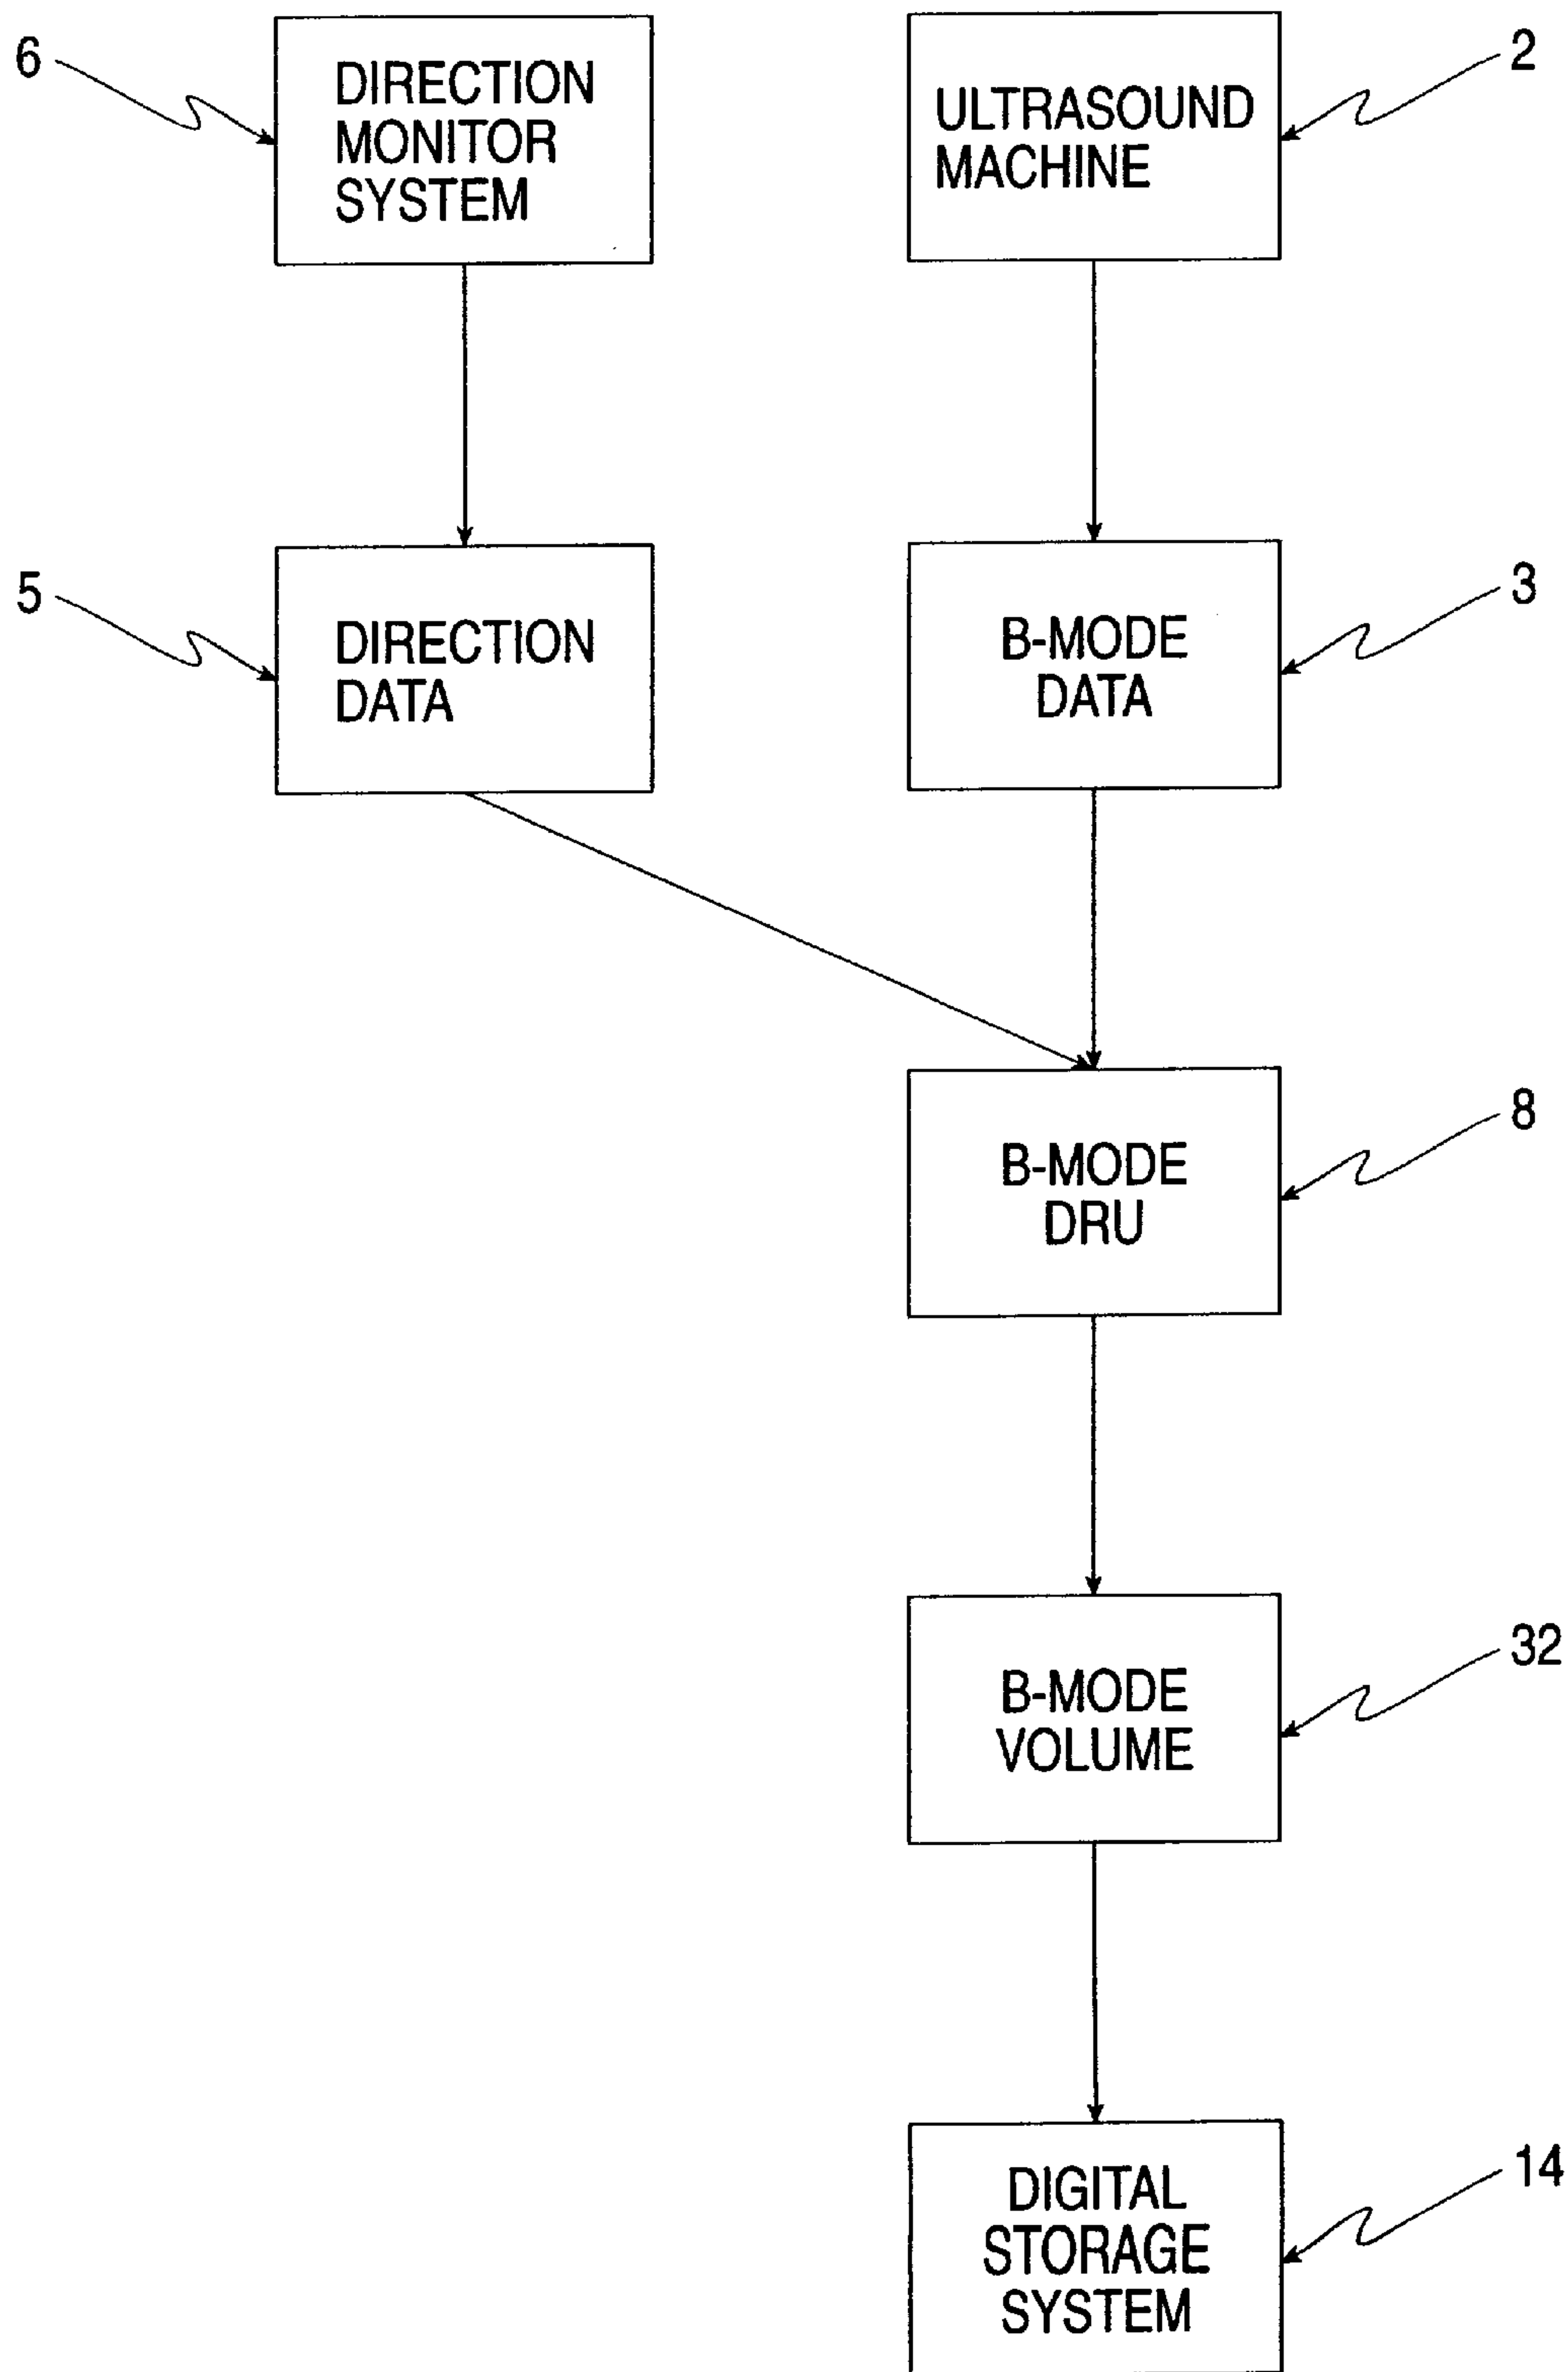 6
DIRECTION
MONITOR
SYSTEM
ULTRASOUND
MACHINE
2
5
DIRECTION
DATA
B-MODE
DATA
3
B-MODE
DRU
8
B-MODE
VOLUME
32
DIGITAL
STORAGE
SYSTEM
14